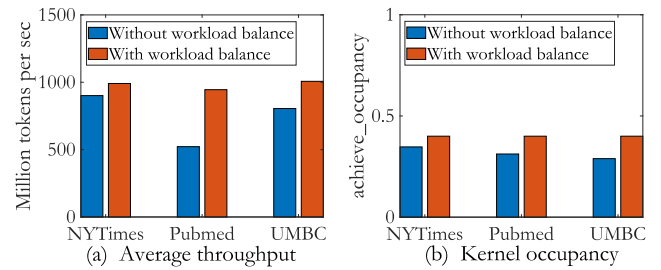 1500
1000
500
0
Million tokens per sec
Without workload balance
With workload balance
NYTimes Pubmed UMBC
(a) Average throughput
1
0.5
0
achieve_occupancy
Without workload balance
With workload balance
NYTimes Pubmed UMBC
(b) Kernel occupancy